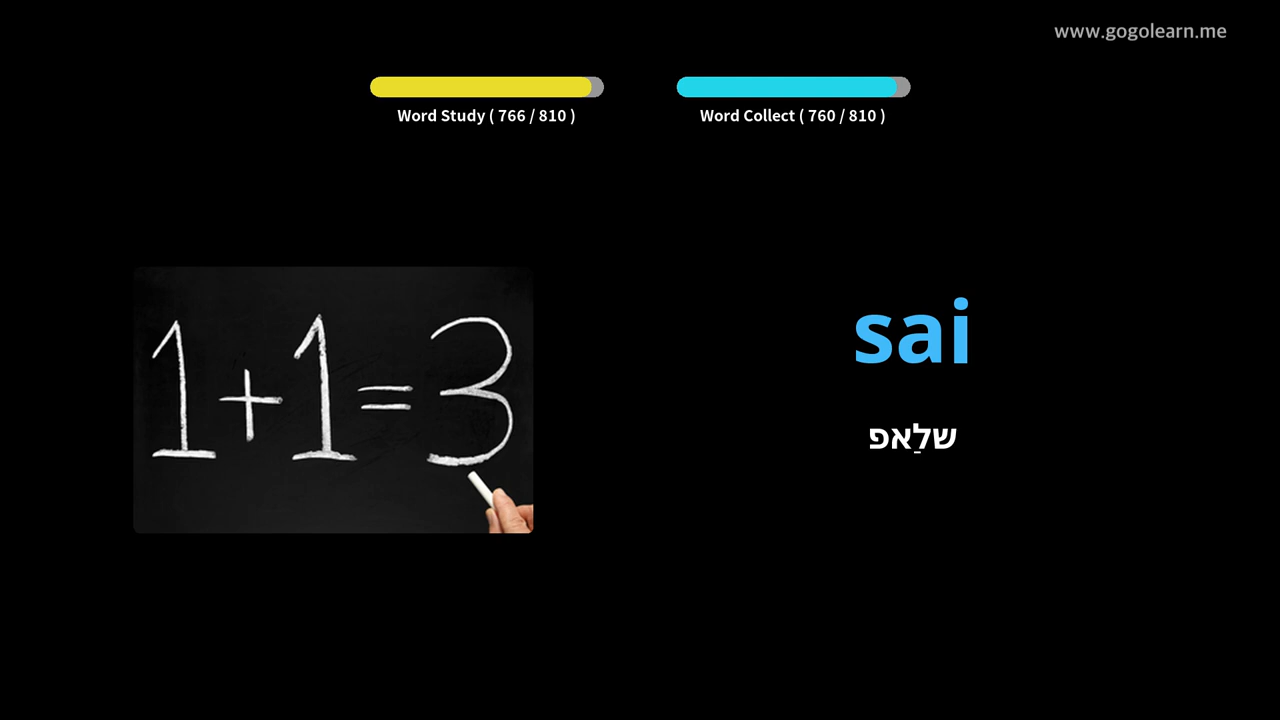 www.gogolearn.me
Word Study ( 766 / 810 )
Word Collect ( 760 / 810 )
1+1=3
sai
שלַאפ